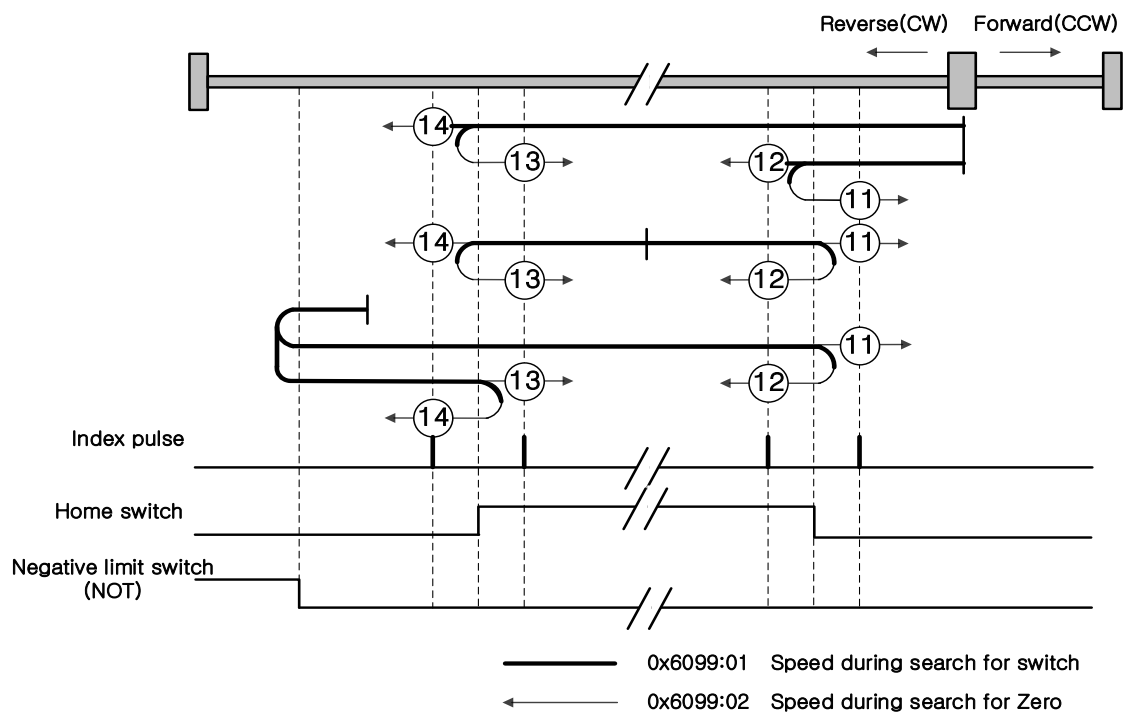 Reverse(CW) Forward(CCW)
14
13
12
11
14
11
13
12
11
13
12
14
Index pulse
Home switch
Negative limit switch
(NOT)
0x6099:01 Speed during search for switch
0x6099:02 Speed during search for Zero